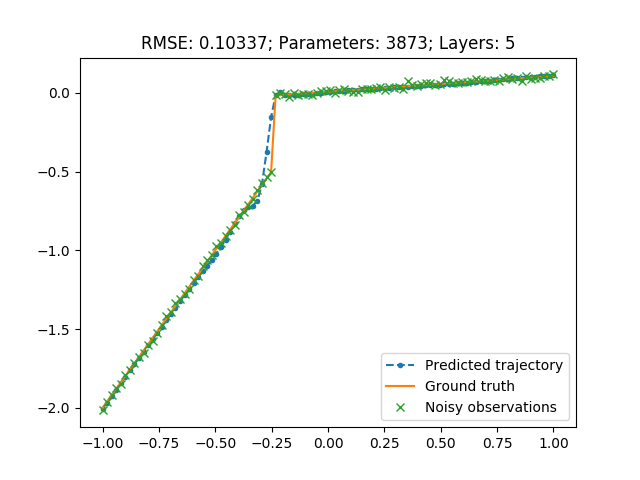 RMSE: 0.10337; Parameters: 3873; Layers: 5
0.0
−0.5
−1.0
−1.5
−2.0
Predicted trajectory
Ground truth
Noisy observations
−1.00 −0.75 −0.50 −0.25 0.00 0.25 0.50 0.75 1.00